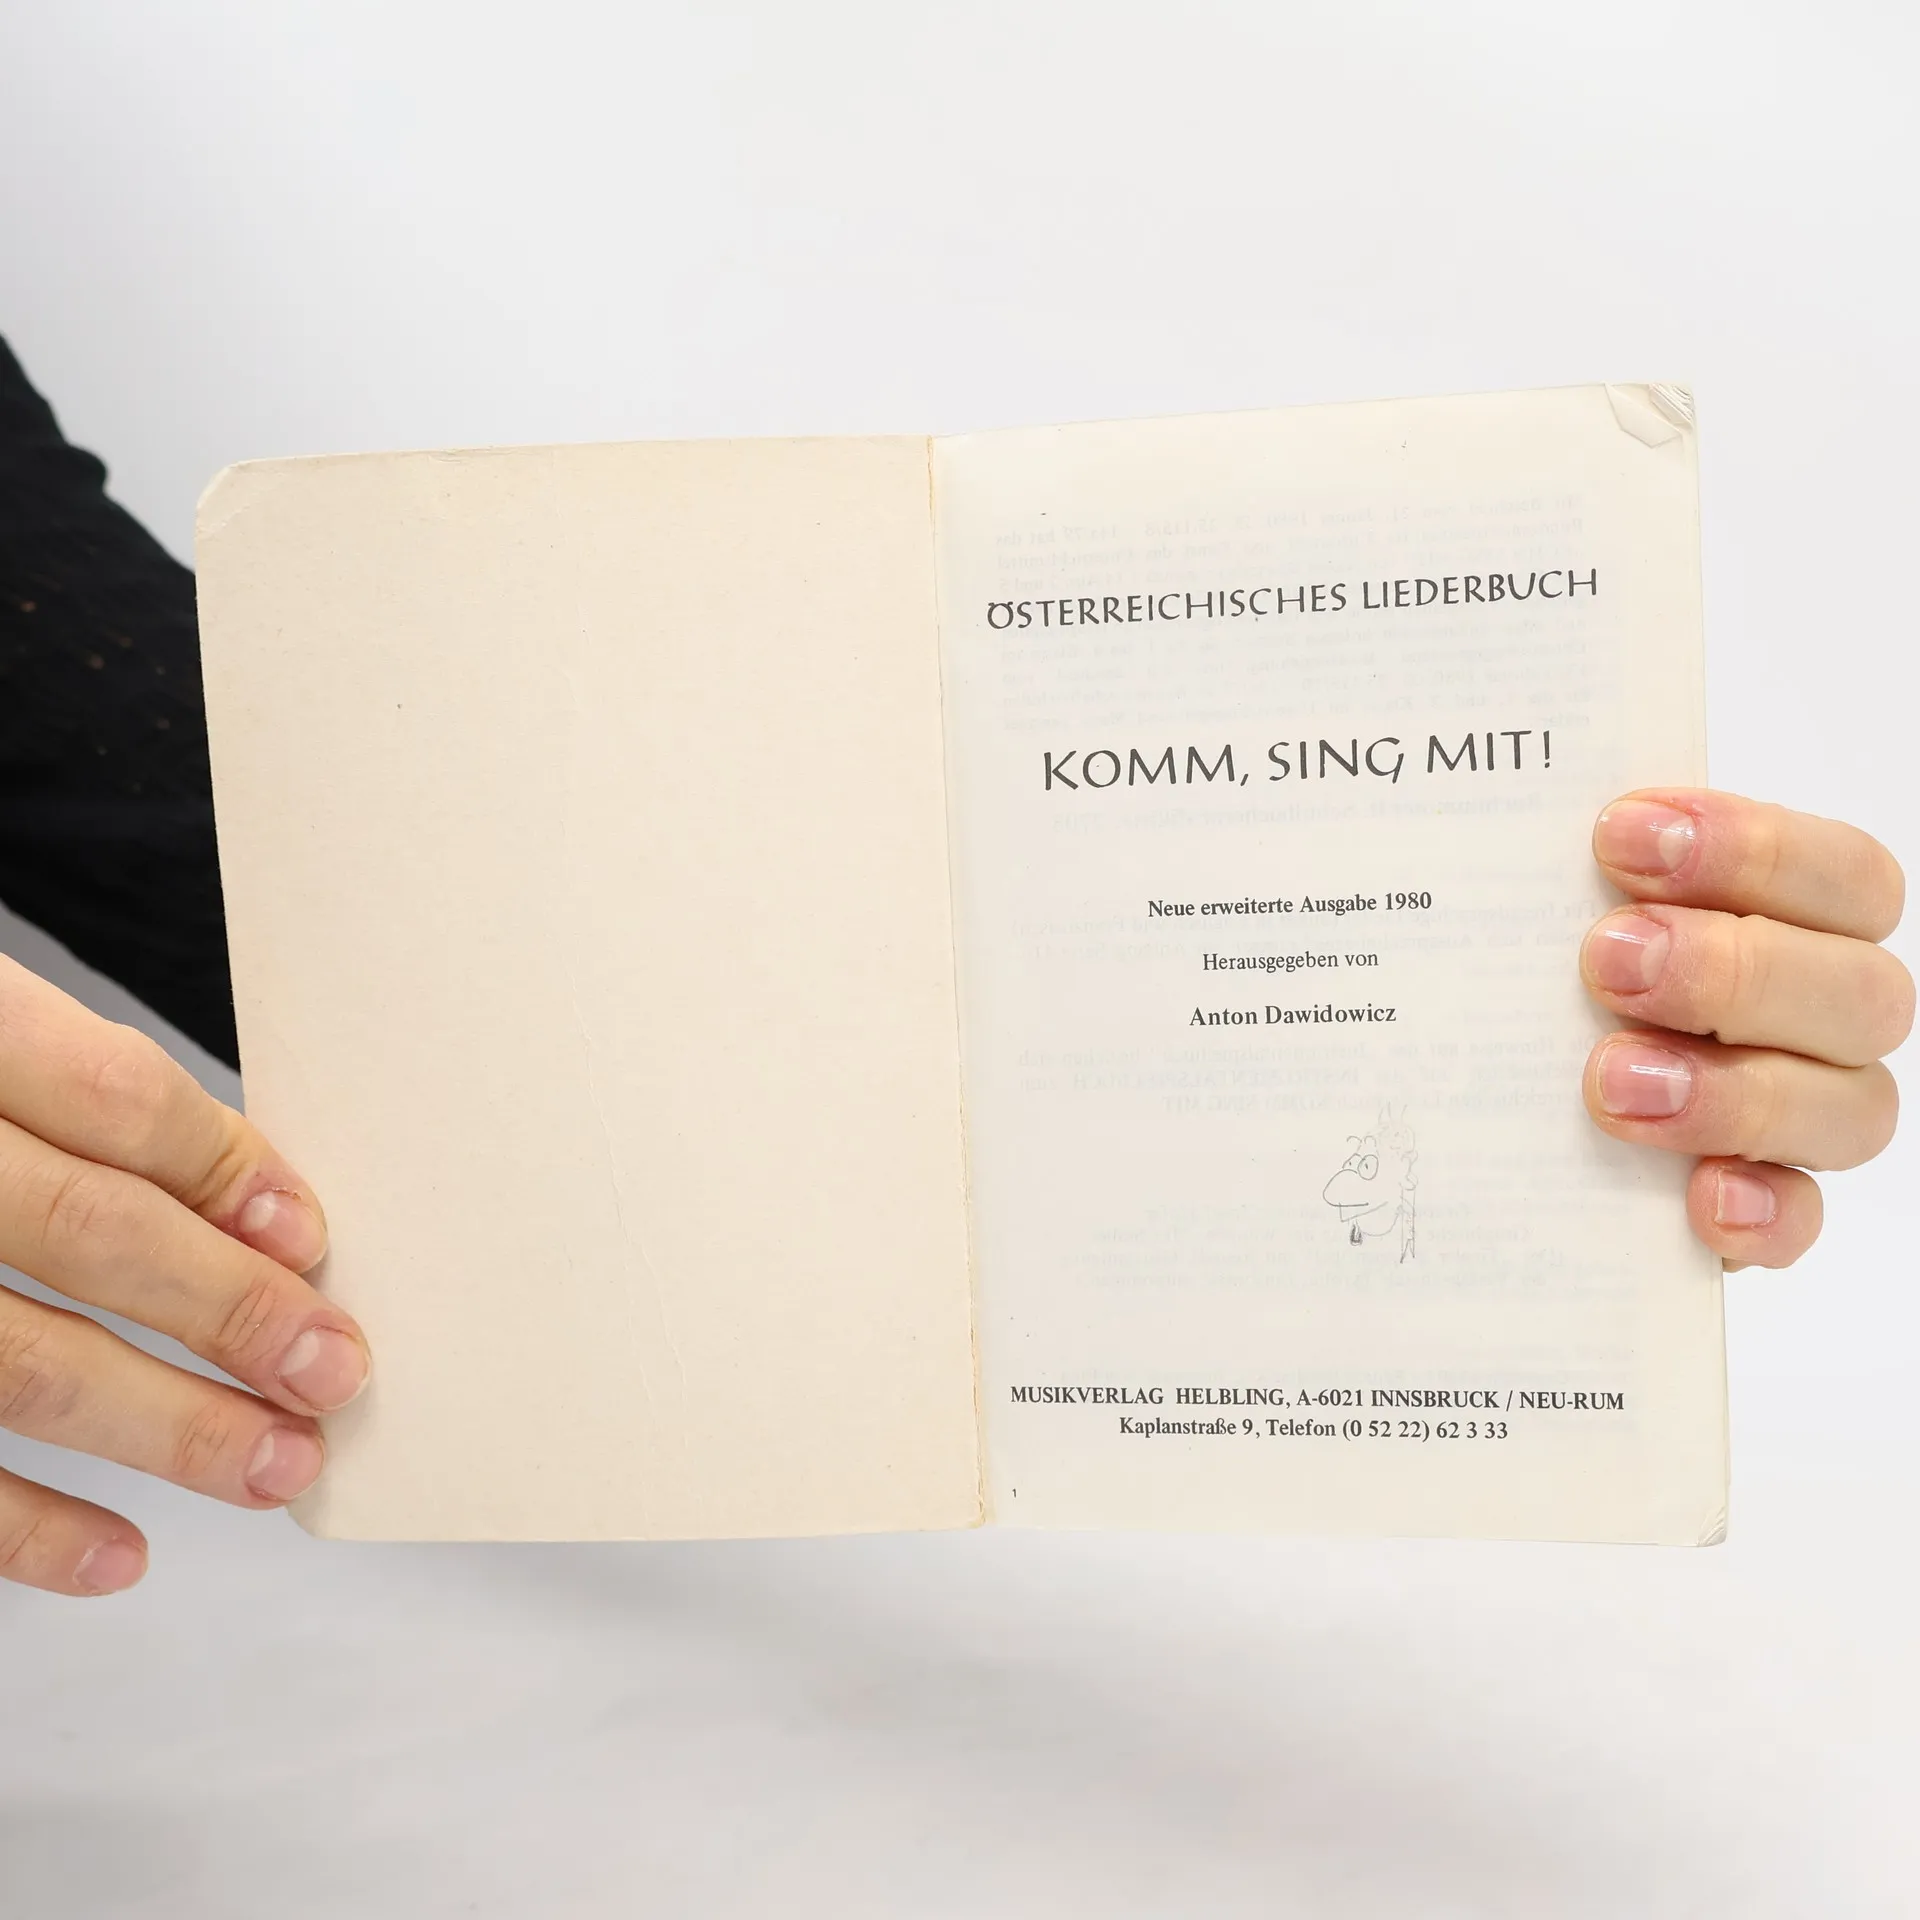 ÖSTERREICHISCHES LIEDERBUCH
KOMM, SING MIT!
Neue erweiterte Ausgabe 1980
Herausgegeben von
Anton Dawidowicz
MUSIKVERLAG HELBLING, A-6021 INNSBRUCK / NEU-RUM
Kaplanstraße 9, Telefon (0 52 22) 62 3 33
1